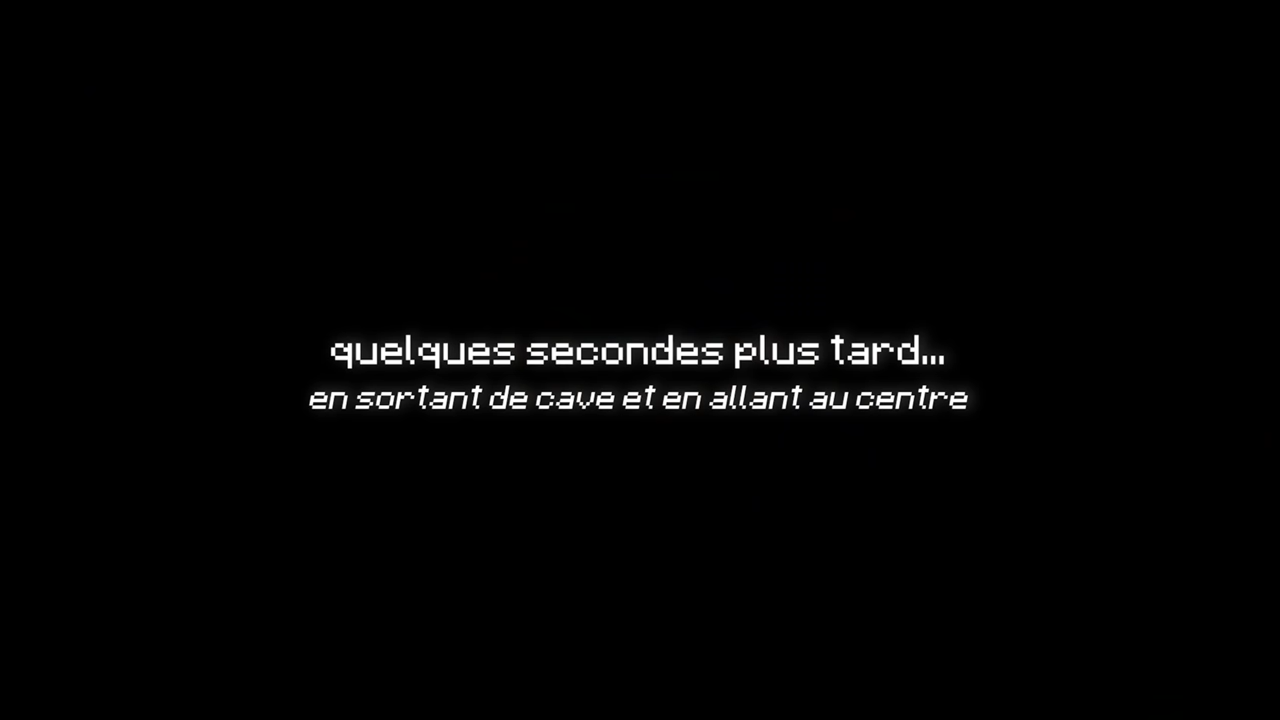 quelques secondes plus tard...
en sortant de cave et en allant au centre